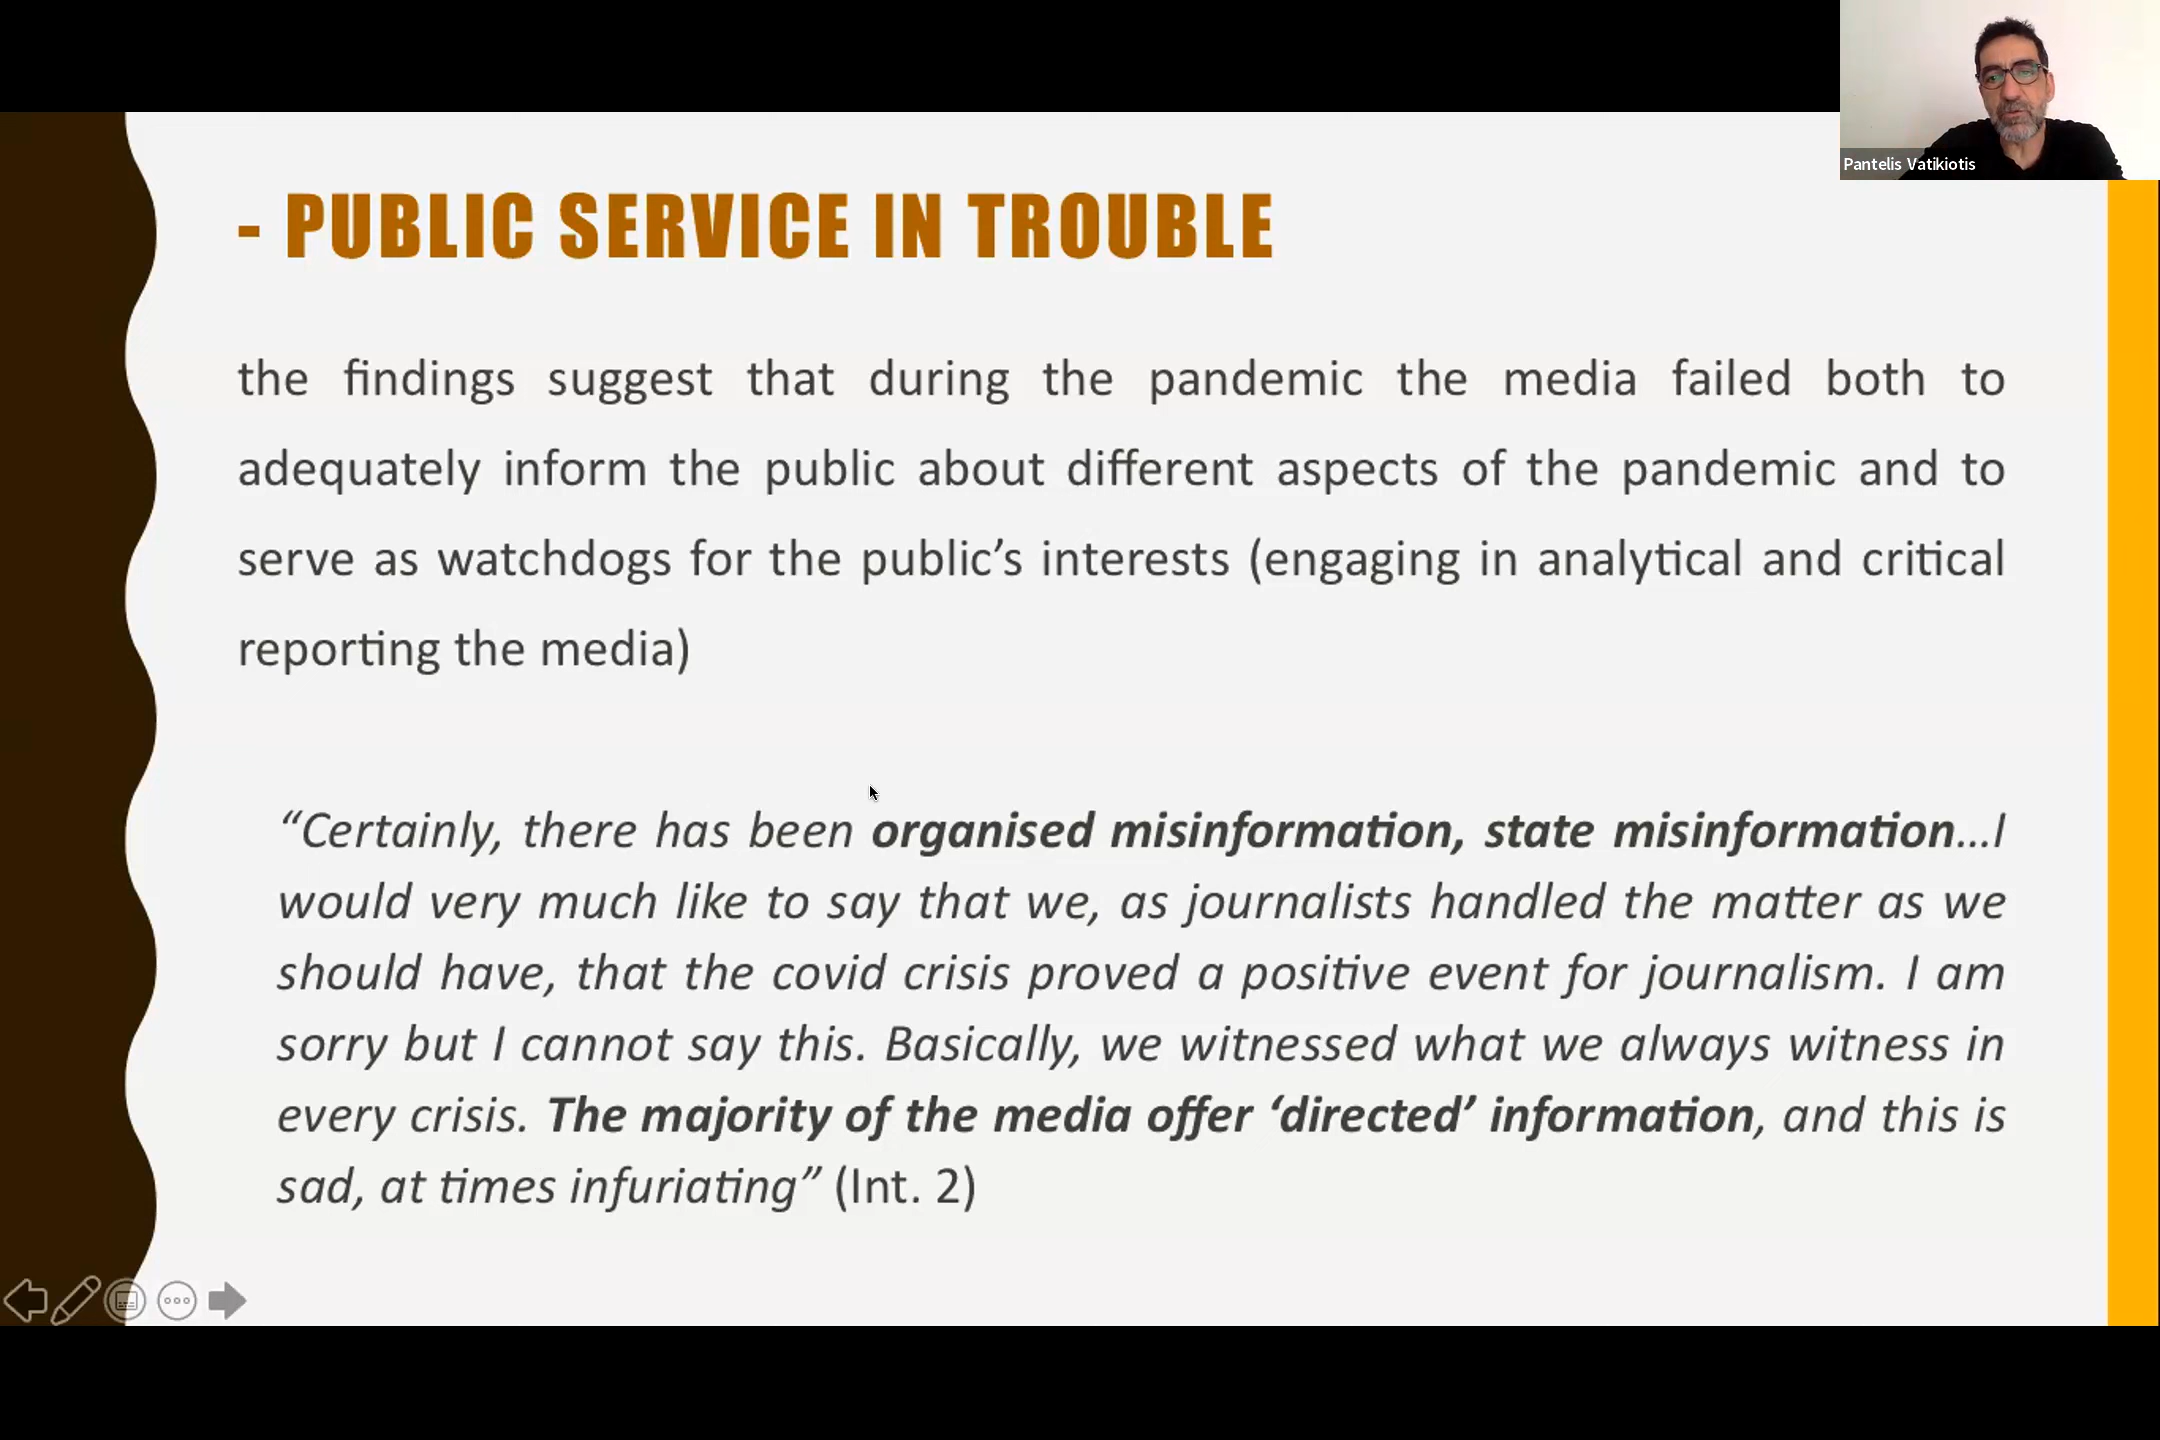 Pantelis Vatikiotis
- PUBLIC SERVICE IN TROUBLE
the findings suggest that during the pandemic the media failed both to
adequately inform the public about different aspects of the pandemic and to
serve as watchdogs for the public’s interests (engaging in analytical and critical
reporting the media)
“Certainly, there has been organised misinformation, state misinformation...I
would very much like to say that we, as journalists handled the matter as we
should have, that the covid crisis proved a positive event for journalism. I am
sorry but I cannot say this. Basically, we witnessed what we always witness in
every crisis. The majority of the media offer ‘directed’ information, and this is
sad, at times infuriating” (Int. 2)